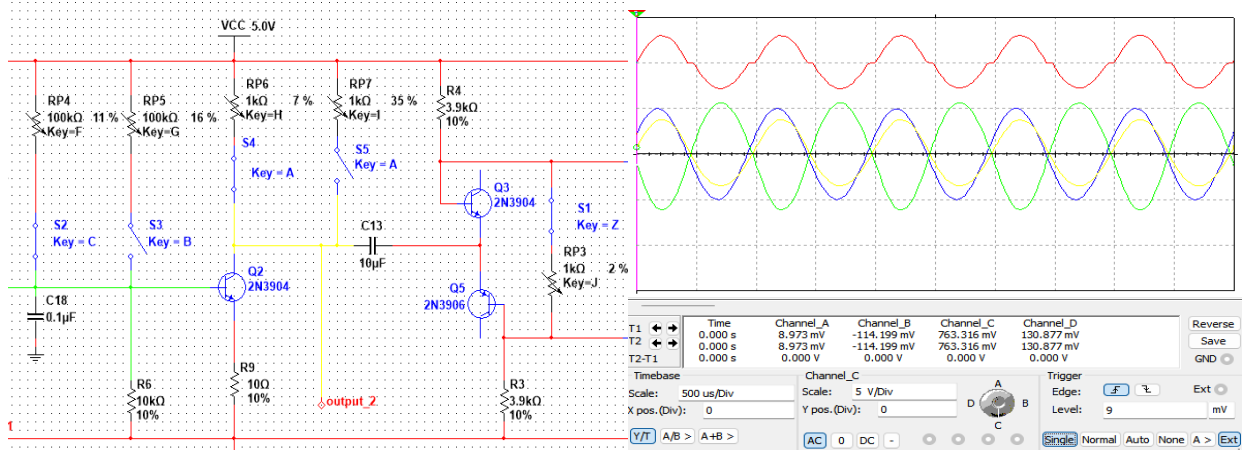 VCC 5.0V
RP4
100kΩ 11 %
Key=F
RP5
100kΩ 16 %
Key=G
RP6
1kΩ 7 %
Key=H
RP7
1kΩ 35 %
Key=I
R4
3.9kΩ
10%
S4
Key = A
S5
Key = A
Q3
2N3904
S1
Key = Z
S2
Key = C
S3
Key = B
C13
10µF
RP3
1kΩ 2 %
Key=J
Q2
2N3904
Q5
2N3906
C18
0.1µF
R6
10kΩ
10%
R9
10Ω
10%
output_2
R3
3.9kΩ
10%
1
Time Channel_A Channel_B Channel_C Channel_D
T1 0.000 s 8.973 mV -114.199 mV 763.316 mV 130.877 mV
T2 0.000 s 8.973 mV -114.199 mV 763.316 mV 130.877 mV
T2-T1 0.000 s 0.000 V 0.000 V 0.000 V 0.000 V
Reverse
Save
GND
Timebase
Scale: 500 us/Div
X pos.(Div): 0
Y/T A/B > A+B >
Channel_C
Scale: 5 V/Div
Y pos.(Div): 0
AC 0 DC -
A
D B
C
Trigger
Edge: Ext
Level: 9 mV
Single Normal Auto None A > Ext